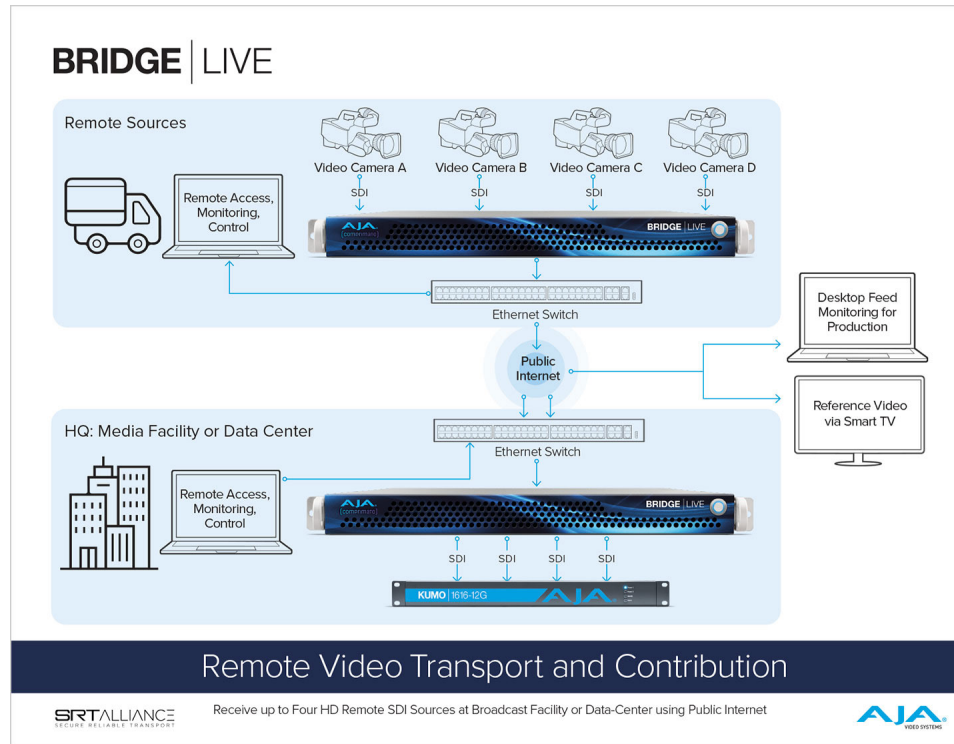 BRIDGE | LIVE
Remote Sources
Video Camera A
Video Camera B
Video Camera C
Video Camera D
SDI
SDI
SDI
SDI
Remote Access,
Monitoring,
Control
AJA
[comprimato]
BRIDGE | LIVE
Ethernet Switch
Public
Internet
Desktop Feed
Monitoring for
Production
Reference Video
via Smart TV
HQ: Media Facility or Data Center
Ethernet Switch
Remote Access,
Monitoring,
Control
AJA
[comprimato]
BRIDGE | LIVE
SDI
SDI
SDI
SDI
KUMO | 1616-12G
AJA
Remote Video Transport and Contribution
SRTALLIANCE
SECURE RELIABLE TRANSPORT
Receive up to Four HD Remote SDI Sources at Broadcast Facility or Data-Center using Public Internet
AJA
VIDEO SYSTEMS